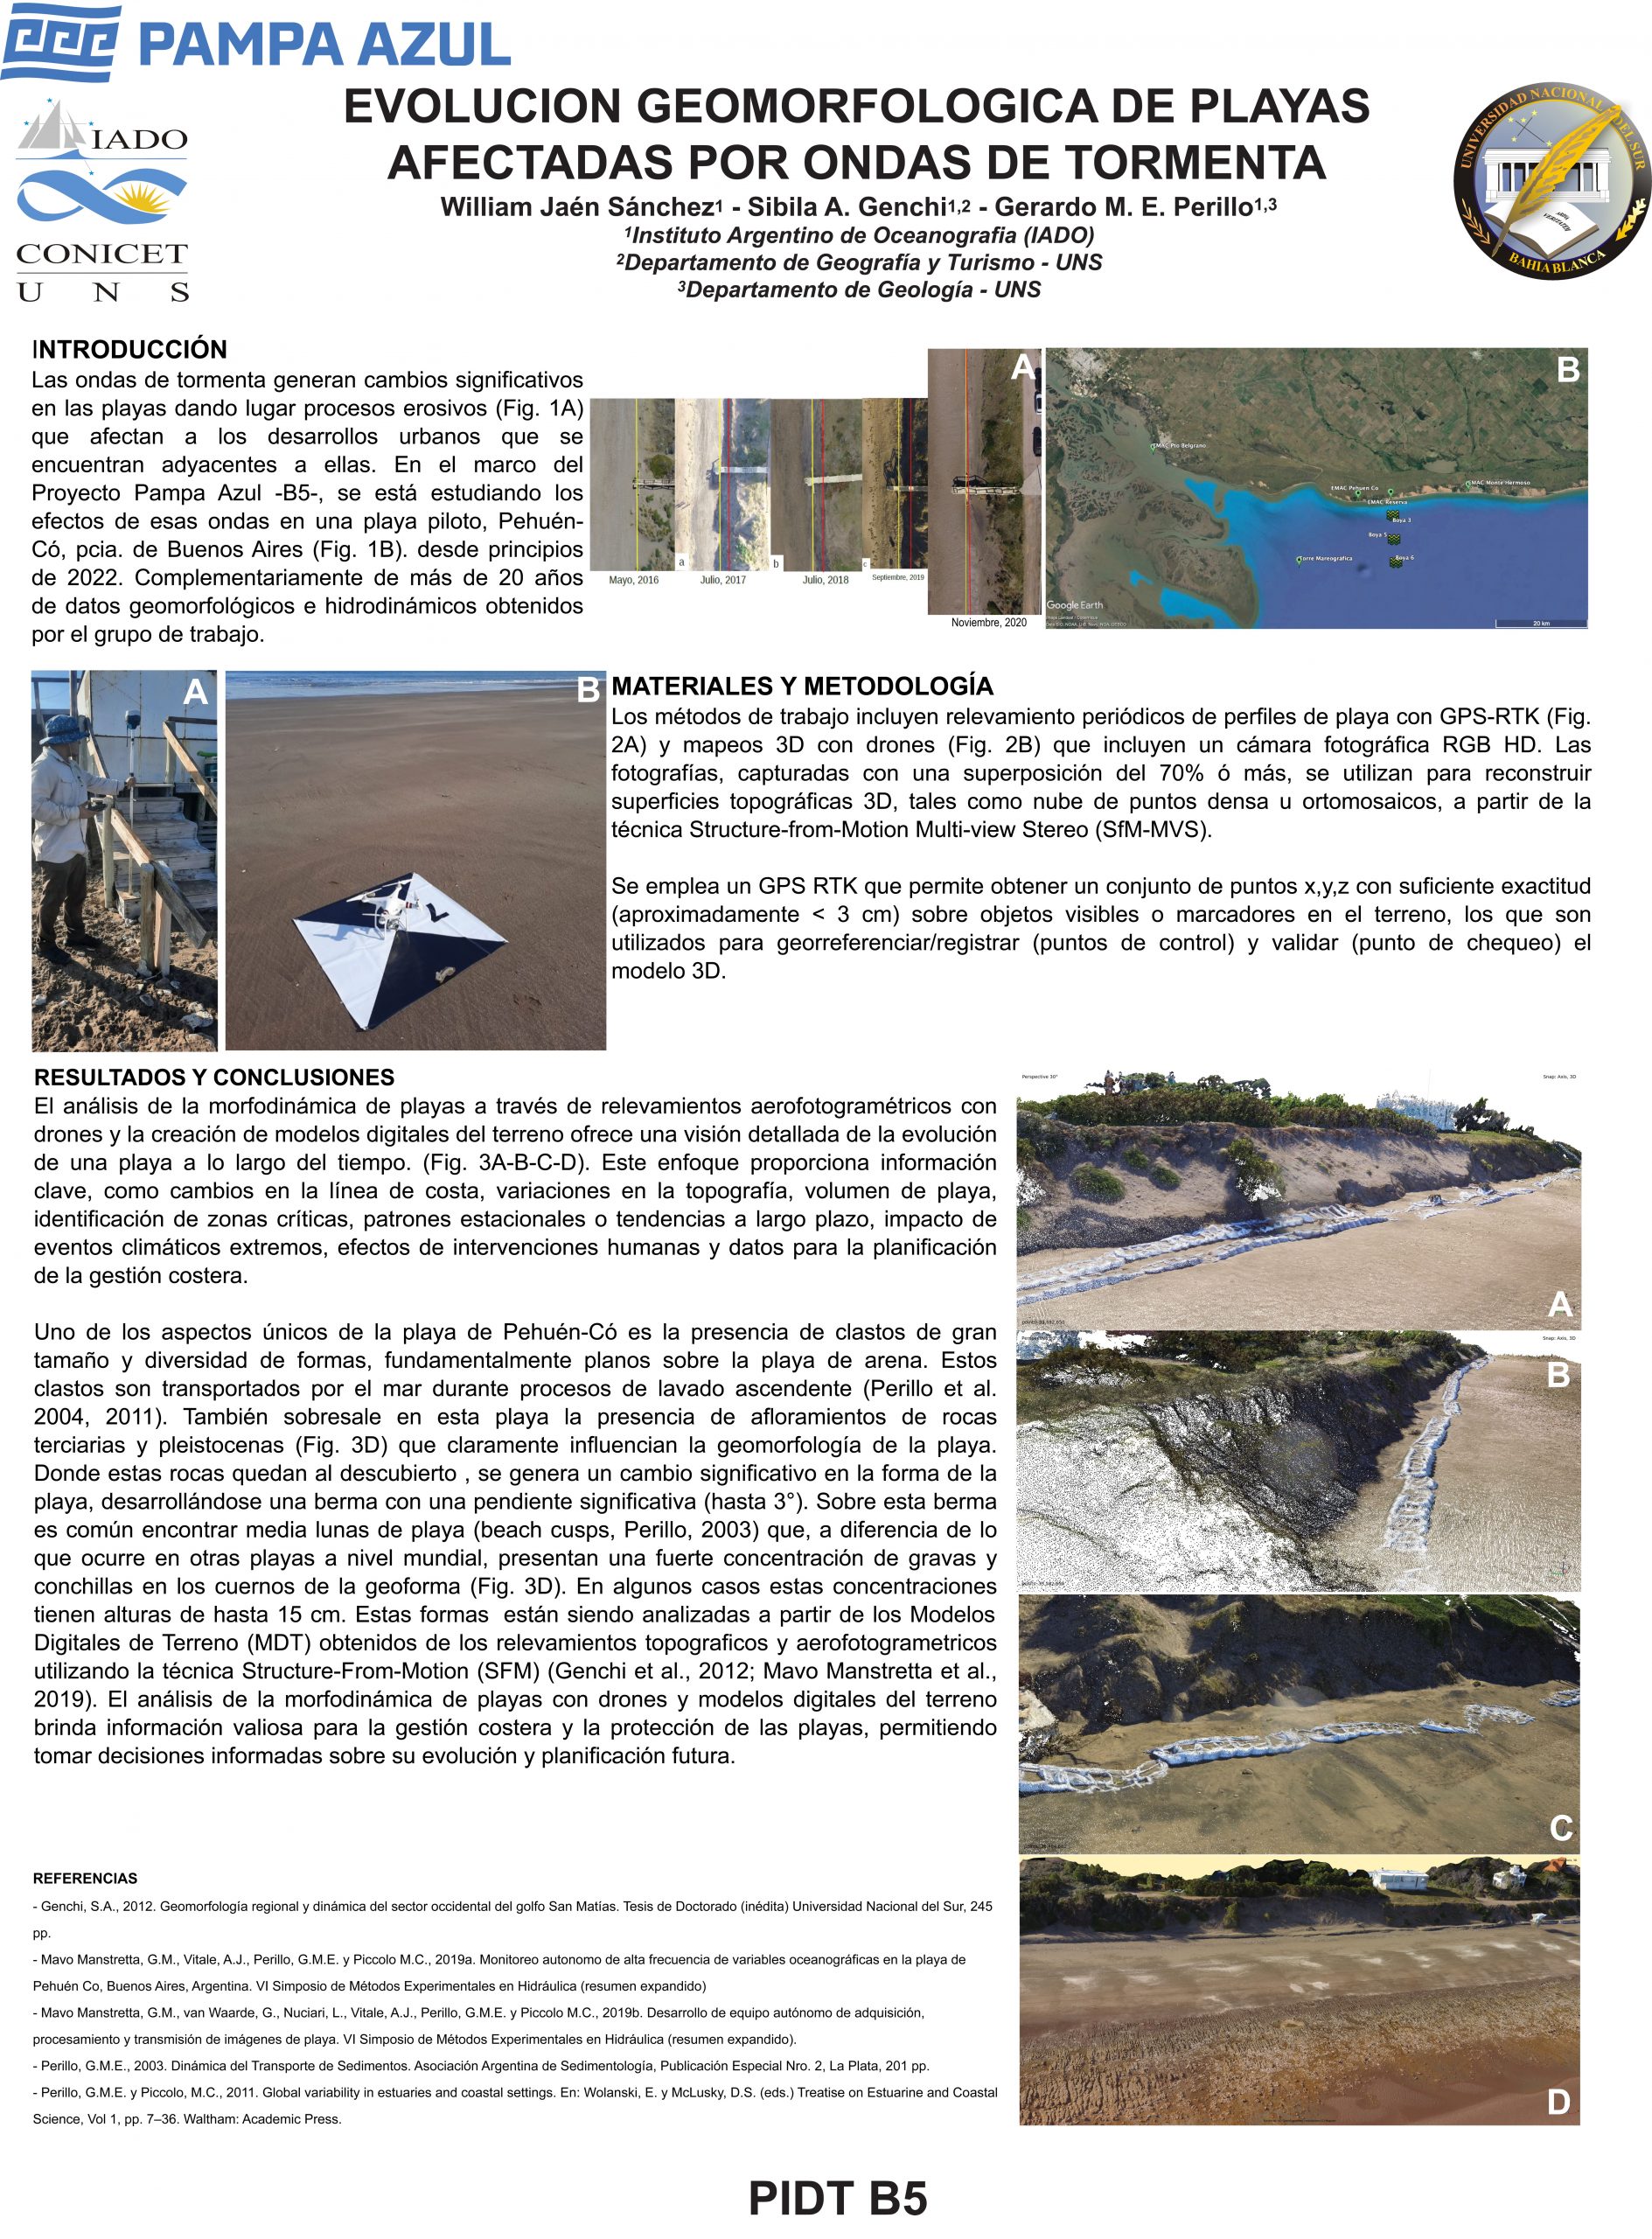 PAMPA AZUL
IADO
CONICET
U N S
EVOLUCION GEOMORFOLOGICA DE PLAYAS
AFECTADAS POR ONDAS DE TORMENTA
William Jaén Sánchez1 - Sibila A. Genchi1,2 - Gerardo M. E. Perillo1,3
1Instituto Argentino de Oceanografia (IADO)
2Departamento de Geografía y Turismo - UNS
3Departamento de Geología - UNS
UNIVERSIDAD NACIONAL DEL SUR
BAHIA BLANCA
INTRODUCCIÓN
Las ondas de tormenta generan cambios significativos
en las playas dando lugar procesos erosivos (Fig. 1A)
que afectan a los desarrollos urbanos que se
encuentran adyacentes a ellas. En el marco del
Proyecto Pampa Azul -B5-, se está estudiando los
efectos de esas ondas en una playa piloto, Pehuén-
Có, pcia. de Buenos Aires (Fig. 1B). desde principios
de 2022. Complementariamente de más de 20 años
de datos geomorfológicos e hidrodinámicos obtenidos
por el grupo de trabajo.
A
a
b
c
Mayo, 2016
Julio, 2017
Julio, 2018
Septiembre, 2019
Noviembre, 2020
B
EMAC Pto Belgrano
EMAC Pehuen Co
EMAC Reserva
EMAC Monte Hermoso
Boya 3
Boya 5
Boya 6
Torre Mareográfica
Google Earth
20 km
A
B
MATERIALES Y METODOLOGÍA
Los métodos de trabajo incluyen relevamiento periódicos de perfiles de playa con GPS-RTK (Fig.
2A) y mapeos 3D con drones (Fig. 2B) que incluyen un cámara fotográfica RGB HD. Las
fotografías, capturadas con una superposición del 70% ó más, se utilizan para reconstruir
superficies topográficas 3D, tales como nube de puntos densa u ortomosaicos, a partir de la
técnica Structure-from-Motion Multi-view Stereo (SfM-MVS).
Se emplea un GPS RTK que permite obtener un conjunto de puntos x,y,z con suficiente exactitud
(aproximadamente < 3 cm) sobre objetos visibles o marcadores en el terreno, los que son
utilizados para georreferenciar/registrar (puntos de control) y validar (punto de chequeo) el
modelo 3D.
RESULTADOS Y CONCLUSIONES
El análisis de la morfodinámica de playas a través de relevamientos aerofotogramétricos con
drones y la creación de modelos digitales del terreno ofrece una visión detallada de la evolución
de una playa a lo largo del tiempo. (Fig. 3A-B-C-D). Este enfoque proporciona información
clave, como cambios en la línea de costa, variaciones en la topografía, volumen de playa,
identificación de zonas críticas, patrones estacionales o tendencias a largo plazo, impacto de
eventos climáticos extremos, efectos de intervenciones humanas y datos para la planificación
de la gestión costera.
Uno de los aspectos únicos de la playa de Pehuén-Có es la presencia de clastos de gran
tamaño y diversidad de formas, fundamentalmente planos sobre la playa de arena. Estos
clastos son transportados por el mar durante procesos de lavado ascendente (Perillo et al.
2004, 2011). También sobresale en esta playa la presencia de afloramientos de rocas
terciarias y pleistocenas (Fig. 3D) que claramente influencian la geomorfología de la playa.
Donde estas rocas quedan al descubierto , se genera un cambio significativo en la forma de la
playa, desarrollándose una berma con una pendiente significativa (hasta 3°). Sobre esta berma
es común encontrar media lunas de playa (beach cusps, Perillo, 2003) que, a diferencia de lo
que ocurre en otras playas a nivel mundial, presentan una fuerte concentración de gravas y
conchillas en los cuernos de la geoforma (Fig. 3D). En algunos casos estas concentraciones
tienen alturas de hasta 15 cm. Estas formas están siendo analizadas a partir de los Modelos
Digitales de Terreno (MDT) obtenidos de los relevamientos topograficos y aerofotogrametricos
utilizando la técnica Structure-From-Motion (SFM) (Genchi et al., 2012; Mavo Manstretta et al.,
2019). El análisis de la morfodinámica de playas con drones y modelos digitales del terreno
brinda información valiosa para la gestión costera y la protección de las playas, permitiendo
tomar decisiones informadas sobre su evolución y planificación futura.
Perspective 30°
Snap: Axis, 3D
A
Snap: Axis, 3D
B
C
D
REFERENCIAS
- Genchi, S.A., 2012. Geomorfología regional y dinámica del sector occidental del golfo San Matías. Tesis de Doctorado (inédita) Universidad Nacional del Sur, 245
pp.
- Mavo Manstretta, G.M., Vitale, A.J., Perillo, G.M.E. y Piccolo M.C., 2019a. Monitoreo autonomo de alta frecuencia de variables oceanográficas en la playa de
Pehuén Co, Buenos Aires, Argentina. VI Simposio de Métodos Experimentales en Hidráulica (resumen expandido)
- Mavo Manstretta, G.M., van Waarde, G., Nuciari, L., Vitale, A.J., Perillo, G.M.E. y Piccolo M.C., 2019b. Desarrollo de equipo autónomo de adquisición,
procesamiento y transmisión de imágenes de playa. VI Simposio de Métodos Experimentales en Hidráulica (resumen expandido).
- Perillo, G.M.E., 2003. Dinámica del Transporte de Sedimentos. Asociación Argentina de Sedimentología, Publicación Especial Nro. 2, La Plata, 201 pp.
- Perillo, G.M.E. y Piccolo, M.C., 2011. Global variability in estuaries and coastal settings. En: Wolanski, E. y McLusky, D.S. (eds.) Treatise on Estuarine and Coastal
Science, Vol 1, pp. 7–36. Waltham: Academic Press.
PIDT B5